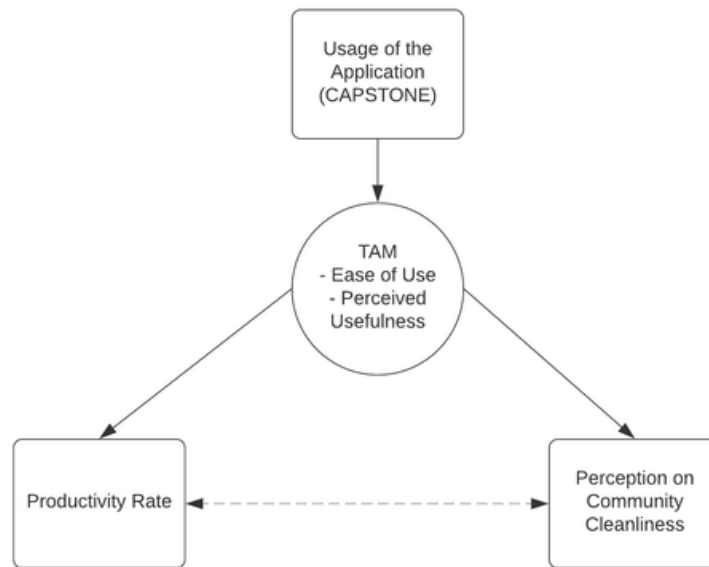 Usage of the
Application
(CAPSTONE)
TAM
- Ease of Use
- Perceived
Usefulness
Productivity Rate
Perception on
Community
Cleanliness